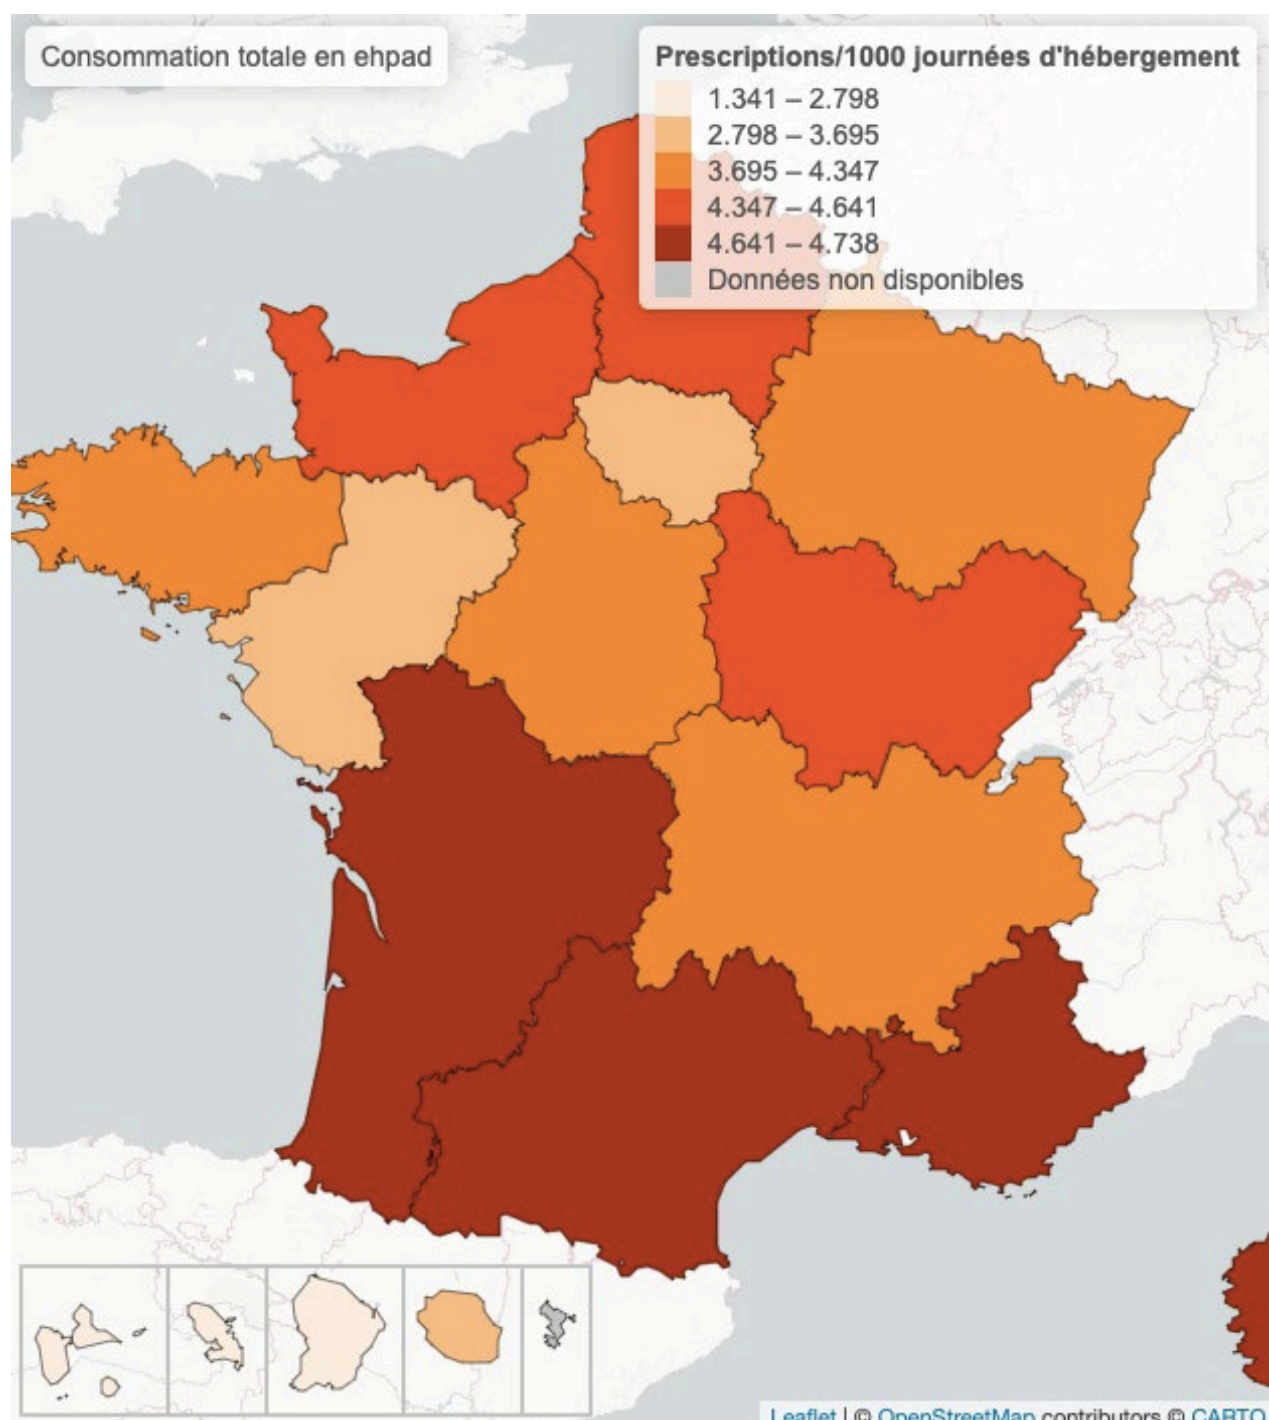 Consommation totale en ehpad
Prescriptions/1000 journées d'hébergement
1.341 – 2.798
2.798 – 3.695
3.695 – 4.347
4.347 – 4.641
4.641 – 4.738
Données non disponibles
Leaflet | © OpenStreetMap contributors © CARTO